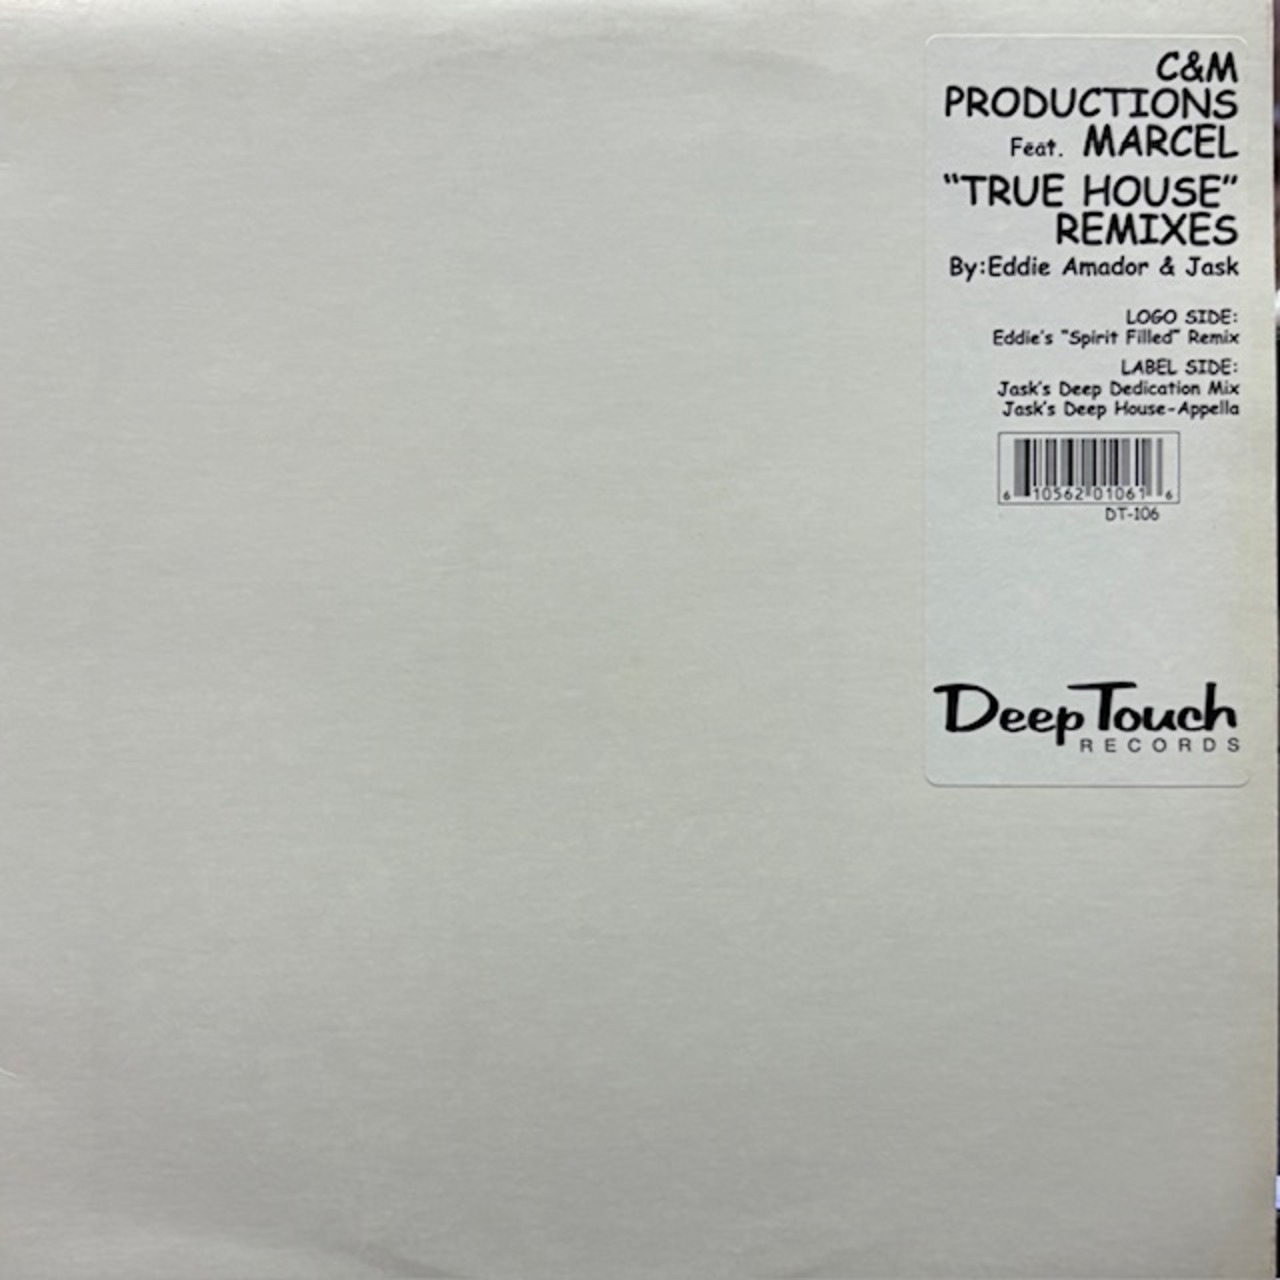 C&M
PRODUCTIONS
Feat. MARCEL
“TRUE HOUSE”
REMIXES
By:Eddie Amador & Jask
LOGO SIDE:
Eddie's "Spirit Filled" Remix
LABEL SIDE:
Jask's Deep Dedication Mix
Jask's Deep House-Appella
6 10562 01061 6
DT-106
Deep Touch
RECORDS